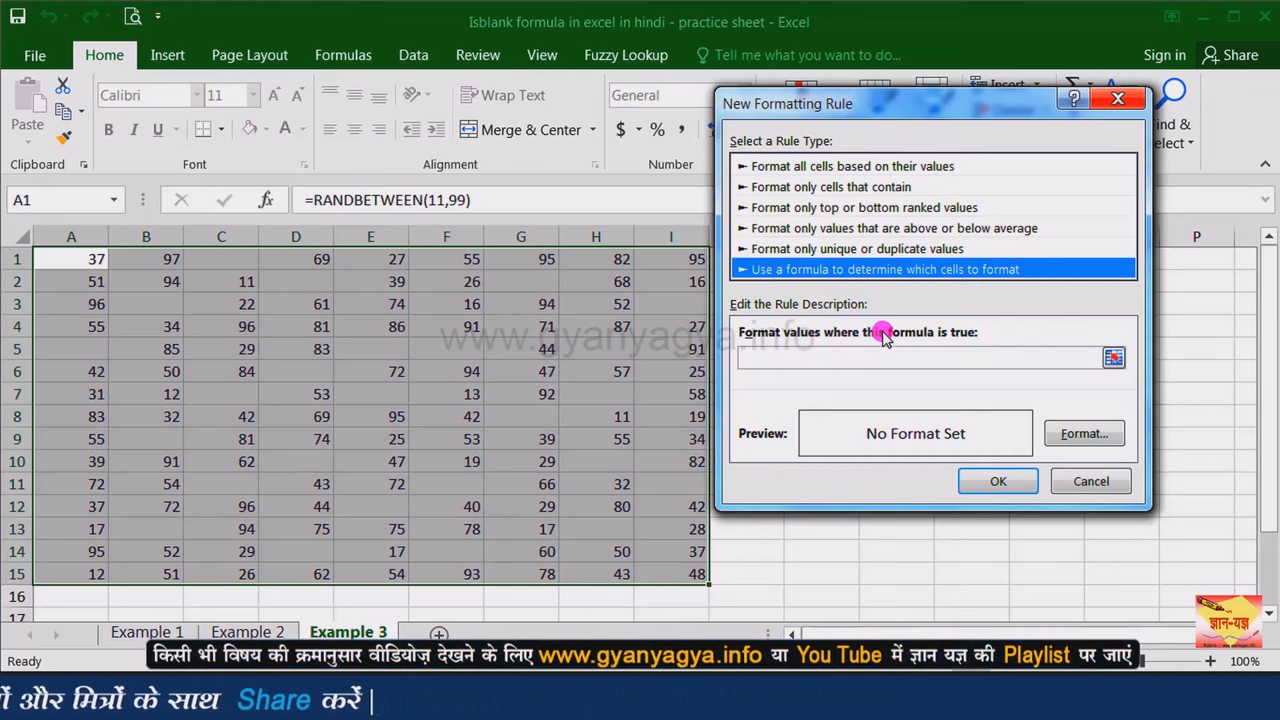 Isblank formula in excel in hindi - practice sheet - Excel
File Home Insert Page Layout Formulas Data Review View Fuzzy Lookup Tell me what you want to do... Sign in Share
Calibri 11 Wrap Text General Insert
Paste B I U Merge & Center $ % , Find &
Select
Clipboard Font Alignment Number
A1 fx =RANDBETWEEN(11,99)
A B C D E F G H I P
1 37 97 69 27 55 95 82 95
2 51 94 11 39 26 68 16
3 96 22 61 74 16 94 52
4 55 34 96 81 86 91 71 87 27
5 85 29 83 44 91
6 42 50 84 72 94 47 57 25
7 31 12 53 13 92 58
8 83 32 42 69 95 42 11 19
9 55 81 74 25 53 39 55 34
10 39 91 62 47 19 29 82
11 72 54 43 72 66 32
12 37 72 96 44 40 29 80 42
13 17 94 75 75 78 17 28
14 95 52 29 17 60 50 37
15 12 51 26 62 54 93 78 43 48
16
17
www.gyanyagya.info
New Formatting Rule ?
Select a Rule Type:
► Format all cells based on their values
► Format only cells that contain
► Format only top or bottom ranked values
► Format only values that are above or below average
► Format only unique or duplicate values
► Use a formula to determine which cells to format
Edit the Rule Description:
Format values where this formula is true:
Preview: No Format Set Format...
OK Cancel
Example 1 Example 2 Example 3
ज्ञान-यज्ञ
Ready 100%
किसी भी विषय की क्रमानुसार वीडियोज़ देखने के लिए www.gyanyagya.info या You Tube में ज्ञान यज्ञ की Playlist पर जाएं
और मित्रों के साथ Share करें |